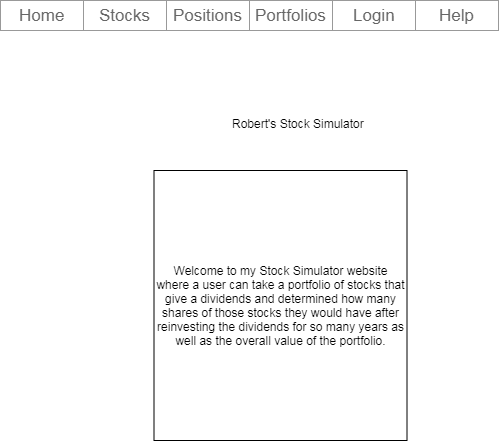 Home Stocks Positions Portfolios Login Help
Robert's Stock Simulator
Welcome to my Stock Simulator website
where a user can take a portfolio of stocks that
give a dividends and determined how many
shares of those stocks they would have after
reinvesting the dividends for so many years as
well as the overall value of the portfolio.